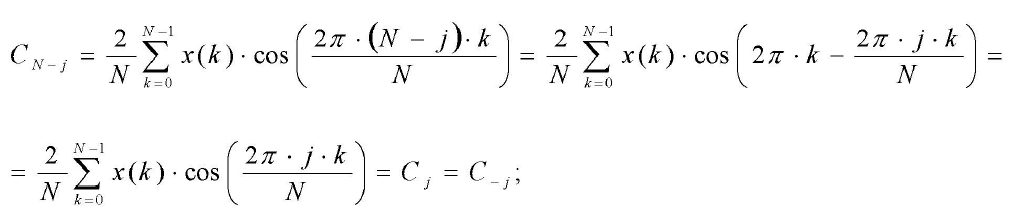 C_{N-j} = \frac{2}{N} \sum_{k=0}^{N-1} x(k) \cdot \cos\left( \frac{2\pi \cdot (N - j) \cdot k}{N} \right) = \frac{2}{N} \sum_{k=0}^{N-1} x(k) \cdot \cos\left( 2\pi \cdot k - \frac{2\pi \cdot j \cdot k}{N} \right) =
= \frac{2}{N} \sum_{k=0}^{N-1} x(k) \cdot \cos\left( \frac{2\pi \cdot j \cdot k}{N} \right) = C_j = C_{-j};